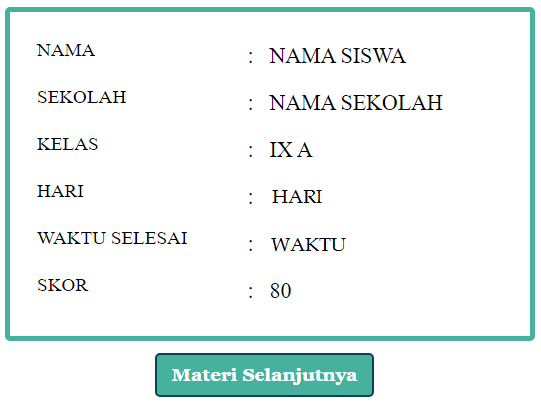 NAMA : NAMA SISWA
SEKOLAH : NAMA SEKOLAH
KELAS : IX A
HARI : HARI
WAKTU SELESAI : WAKTU
SKOR : 80
Materi Selanjutnya